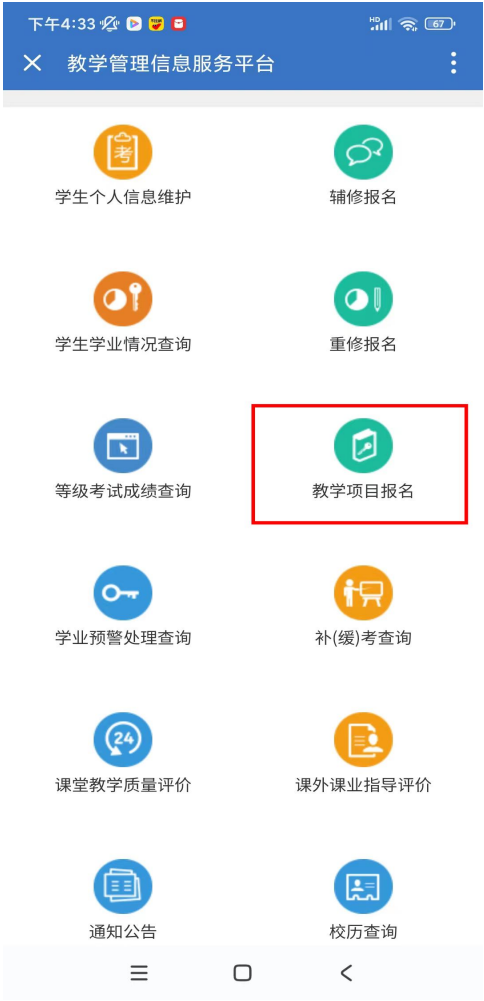 下午4:33
HD
67
教学管理信息服务平台
考
学生个人信息维护
辅修报名
学生学业情况查询
重修报名
等级考试成绩查询
教学项目报名
学业预警处理查询
补(缓)考查询
24
课堂教学质量评价
课外课业指导评价
通知公告
校历查询